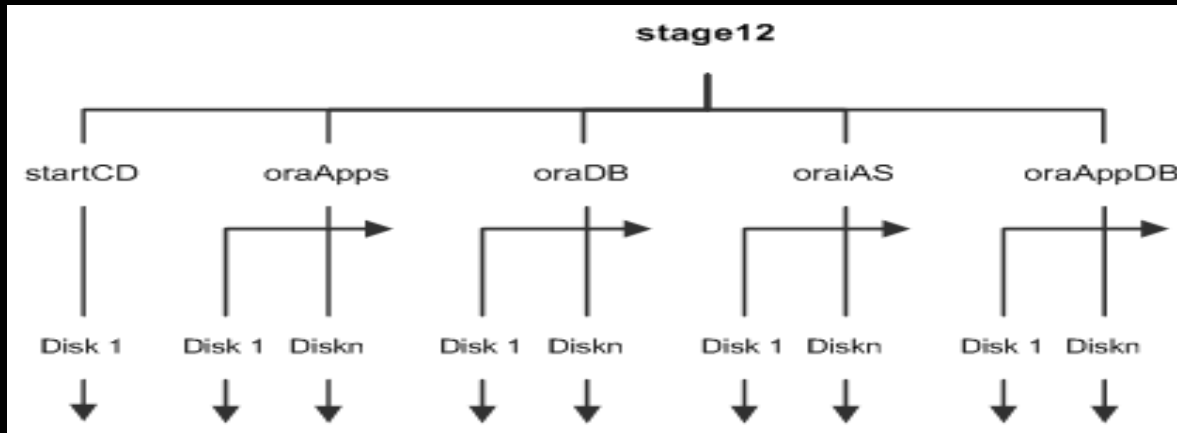 stage12
startCD oraApps oraDB oraiAS oraAppDB
Disk 1 Disk 1 Diskn Disk 1 Diskn Disk 1 Diskn Disk 1 Diskn